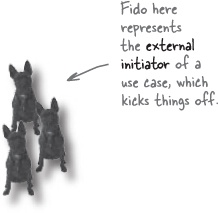 Fido here
represents
the external
initiator of a
use case, which
kicks things off.